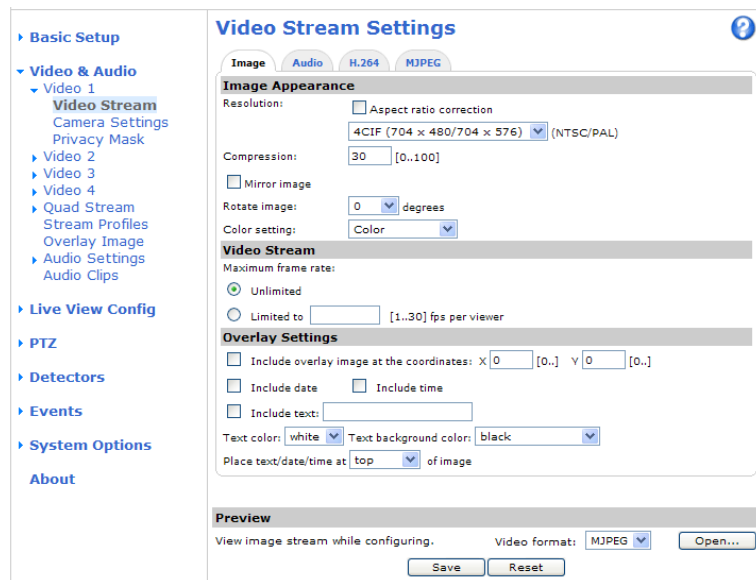 Basic Setup
Video & Audio
Video 1
Video Stream
Camera Settings
Privacy Mask
Video 2
Video 3
Video 4
Quad Stream
Stream Profiles
Overlay Image
Audio Settings
Audio Clips
Live View Config
PTZ
Detectors
Events
System Options
About
Video Stream Settings
?
Image Audio H.264 MJPEG
Image Appearance
Resolution: Aspect ratio correction
4CIF (704 x 480/704 x 576) (NTSC/PAL)
Compression: 30 [0..100]
Mirror image
Rotate image: 0 degrees
Color setting: Color
Video Stream
Maximum frame rate:
Unlimited
Limited to [1..30] fps per viewer
Overlay Settings
Include overlay image at the coordinates: X 0 [0..] Y 0 [0..]
Include date Include time
Include text:
Text color: white Text background color: black
Place text/date/time at top of image
Preview
View image stream while configuring. Video format: MJPEG Open...
Save Reset